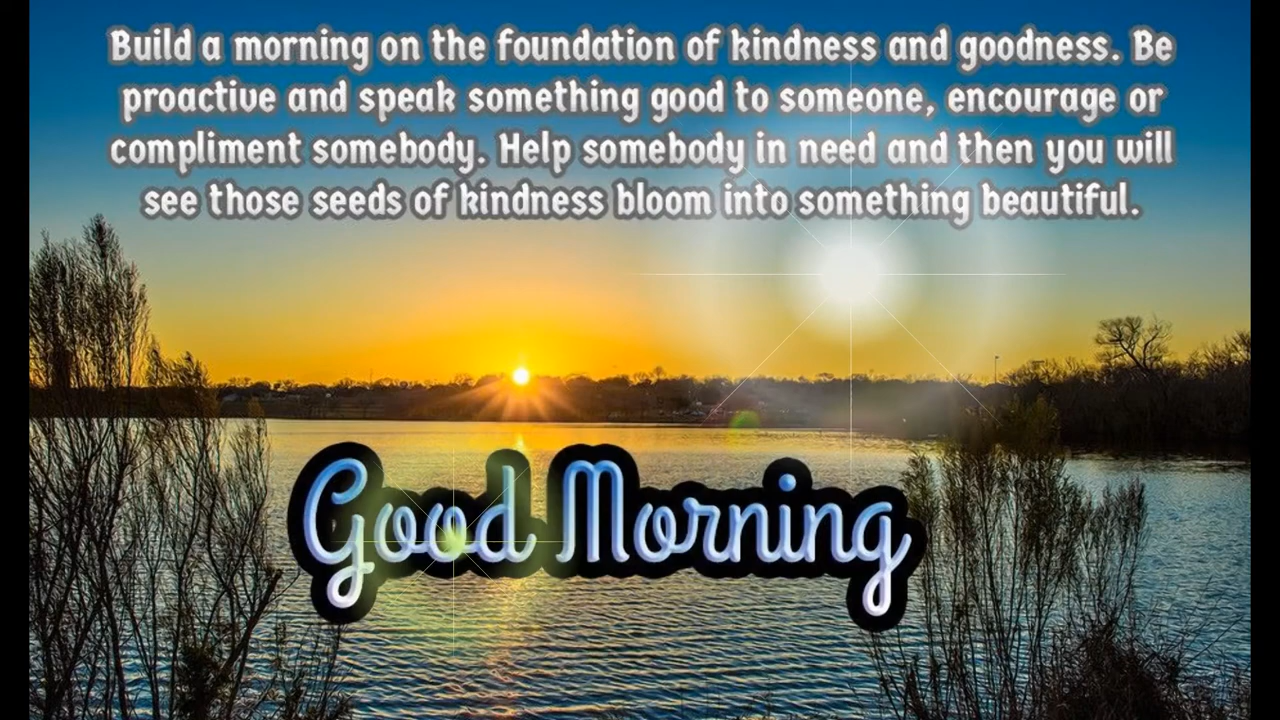 Build a morning on the foundation of kindness and goodness. Be
proactive and speak something good to someone, encourage or
compliment somebody. Help somebody in need and then you will
see those seeds of kindness bloom into something beautiful.
Good Morning